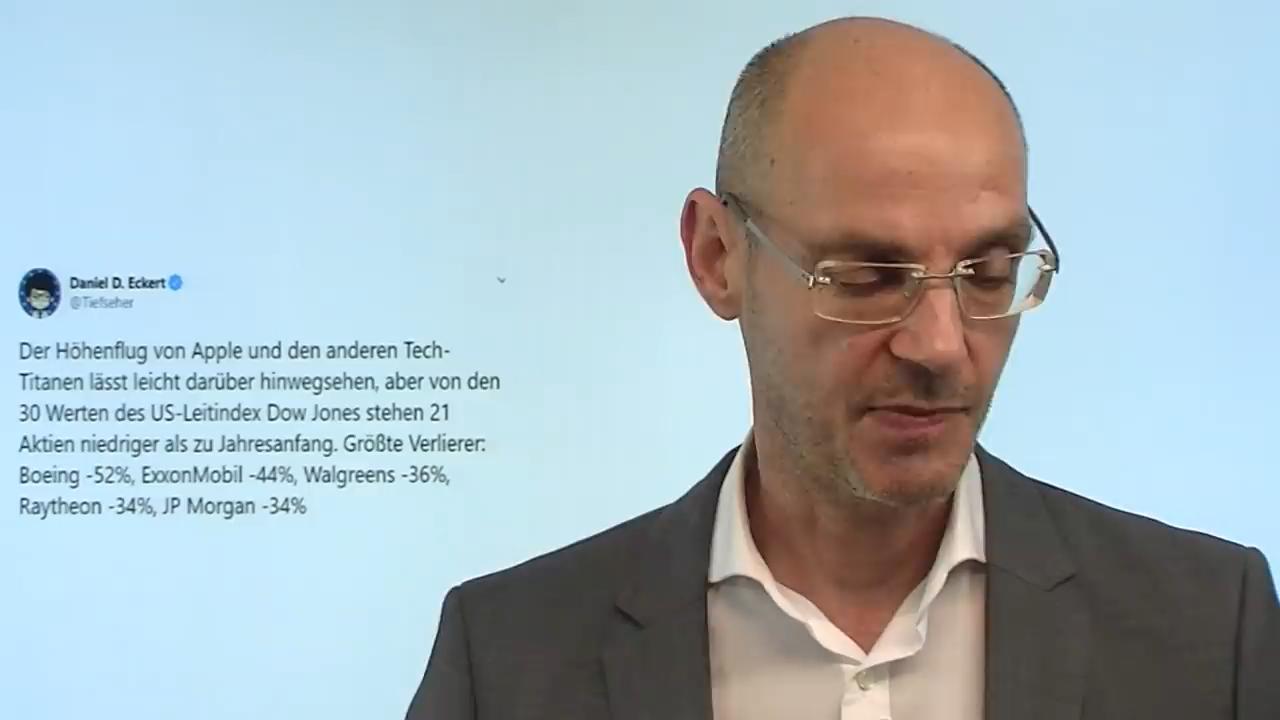 Daniel D. Eckert
@Tiefseher
Der Höhenflug von Apple und den anderen Tech-
Titanen lässt leicht darüber hinwegsehen, aber von den
30 Werten des US-Leitindex Dow Jones stehen 21
Aktien niedriger als zu Jahresanfang. Größte Verlierer:
Boeing -52%, ExxonMobil -44%, Walgreens -36%,
Raytheon -34%, JP Morgan -34%